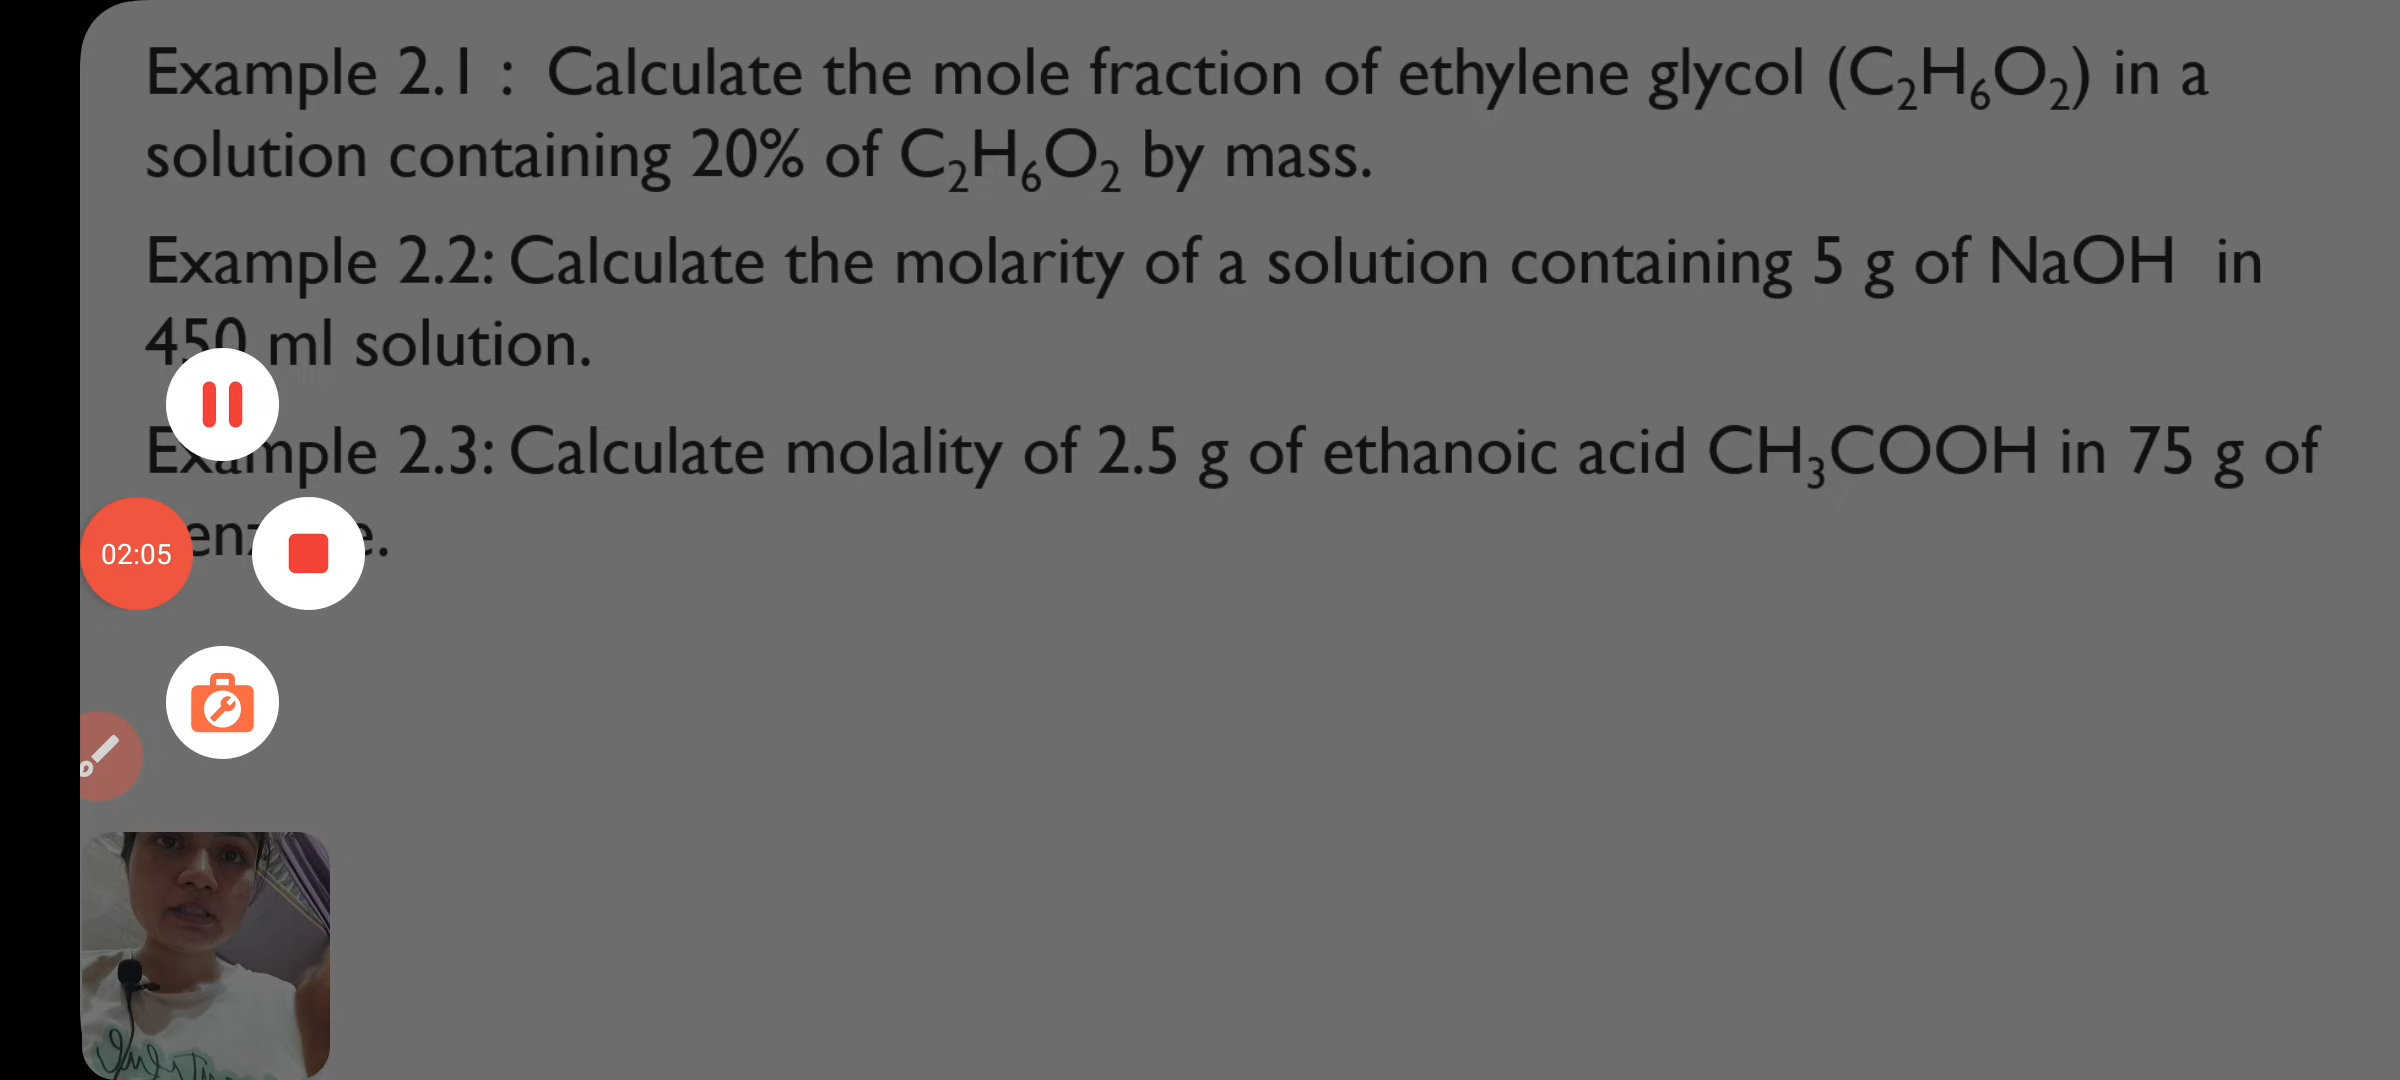 Example 2.1 : Calculate the mole fraction of ethylene glycol (C₂H₆O₂) in a
solution containing 20% of C₂H₆O₂ by mass.
Example 2.2: Calculate the molarity of a solution containing 5 g of NaOH in
450 ml solution.
Example 2.3: Calculate molality of 2.5 g of ethanoic acid CH₃COOH in 75 g of
02:05